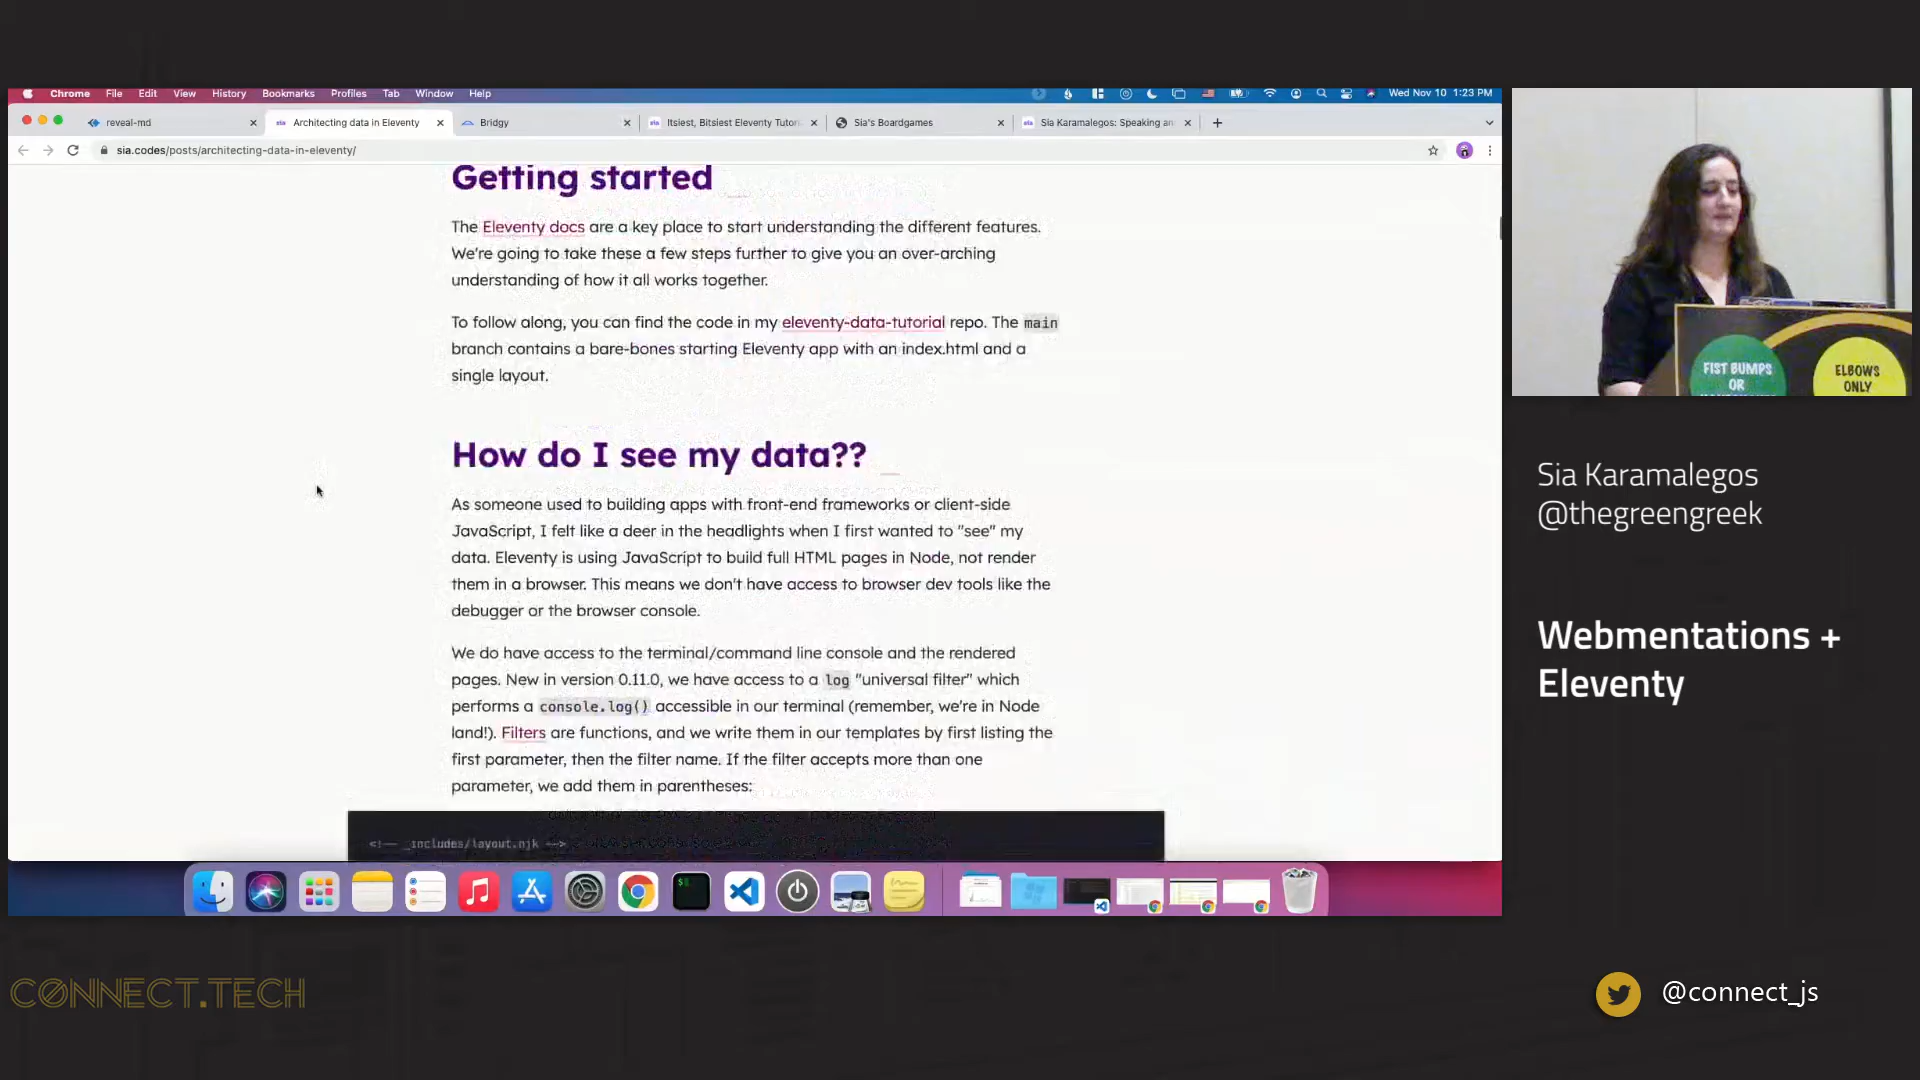 Chrome File Edit View History Bookmarks Profiles Tab Window Help
Wed Nov 10 1:23 PM
reveal-md
Architecting data in Eleventy
Bridgy
Itsiest, Bitsiest Eleventy Tutor
Sia's Boardgames
Sia Karamalegos: Speaking an
sia.codes/posts/architecting-data-in-eleventy/
Getting started
The Eleventy docs are a key place to start understanding the different features.
We're going to take these a few steps further to give you an over-arching
understanding of how it all works together.
To follow along, you can find the code in my eleventy-data-tutorial repo. The main
branch contains a bare-bones starting Eleventy app with an index.html and a
single layout.
How do I see my data??
As someone used to building apps with front-end frameworks or client-side
JavaScript, I felt like a deer in the headlights when I first wanted to "see" my
data. Eleventy is using JavaScript to build full HTML pages in Node, not render
them in a browser. This means we don't have access to browser dev tools like the
debugger or the browser console.
We do have access to the terminal/command line console and the rendered
pages. New in version 0.11.0, we have access to a log "universal filter" which
performs a console.log() accessible in our terminal (remember, we're in Node
land!). Filters are functions, and we write them in our templates by first listing the
first parameter, then the filter name. If the filter accepts more than one
parameter, we add them in parentheses:
<!-- _includes/layout.njk -->
FIST BUMPS
OR
ELBOWS
ONLY
Sia Karamalegos
@thegreengreek
Webmentations +
Eleventy
CONNECT.TECH
@connect_js